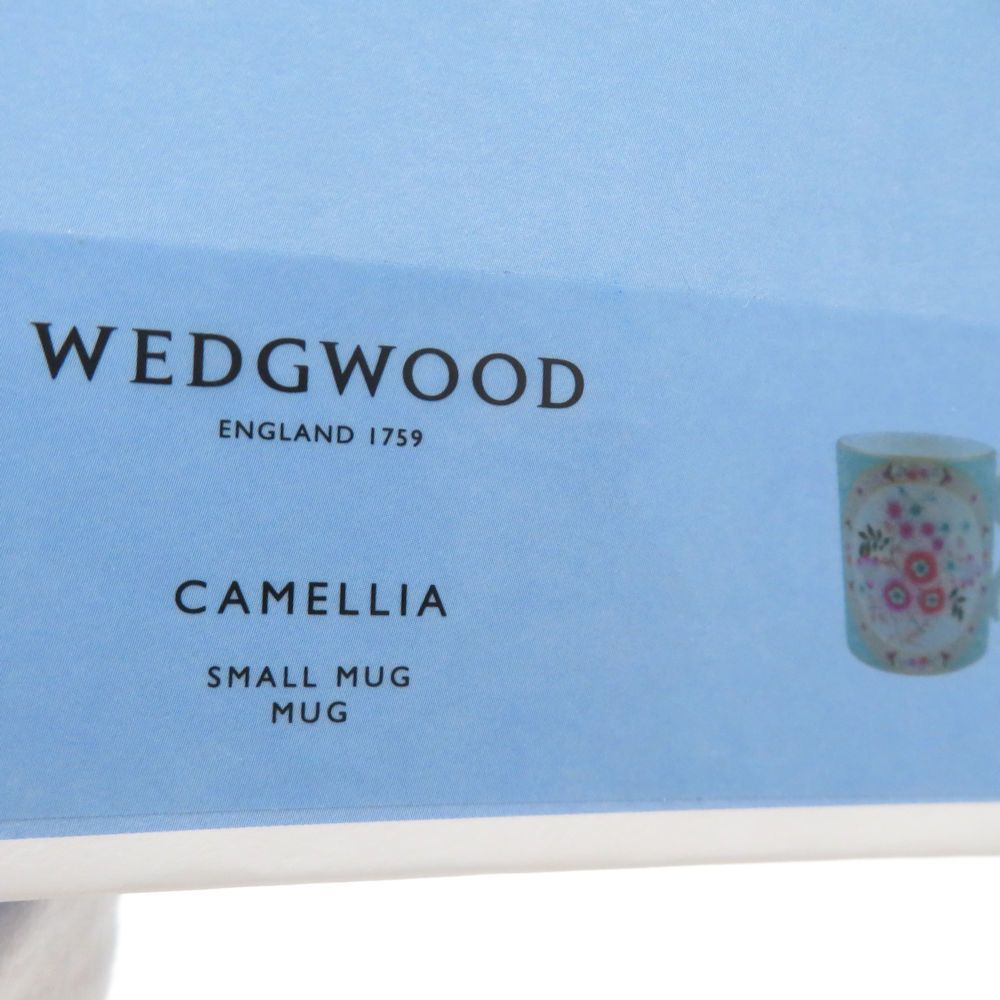 WEDGWOOD
ENGLAND 1759
CAMELLIA
SMALL MUG
MUG